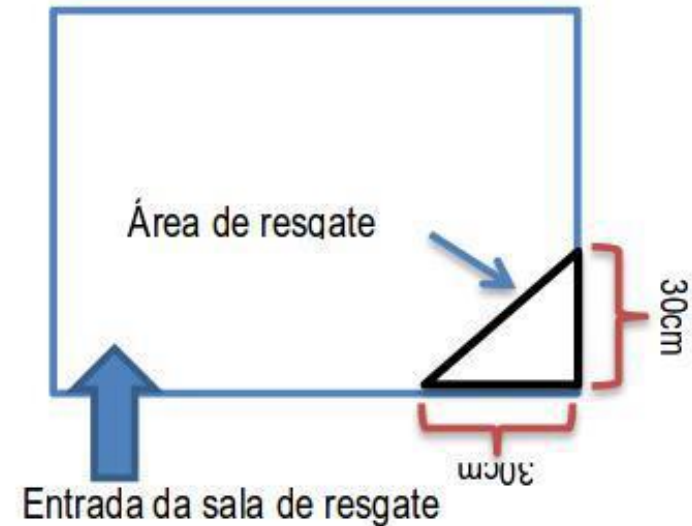 Área de resgate
30cm
30cm
Entrada da sala de resgate